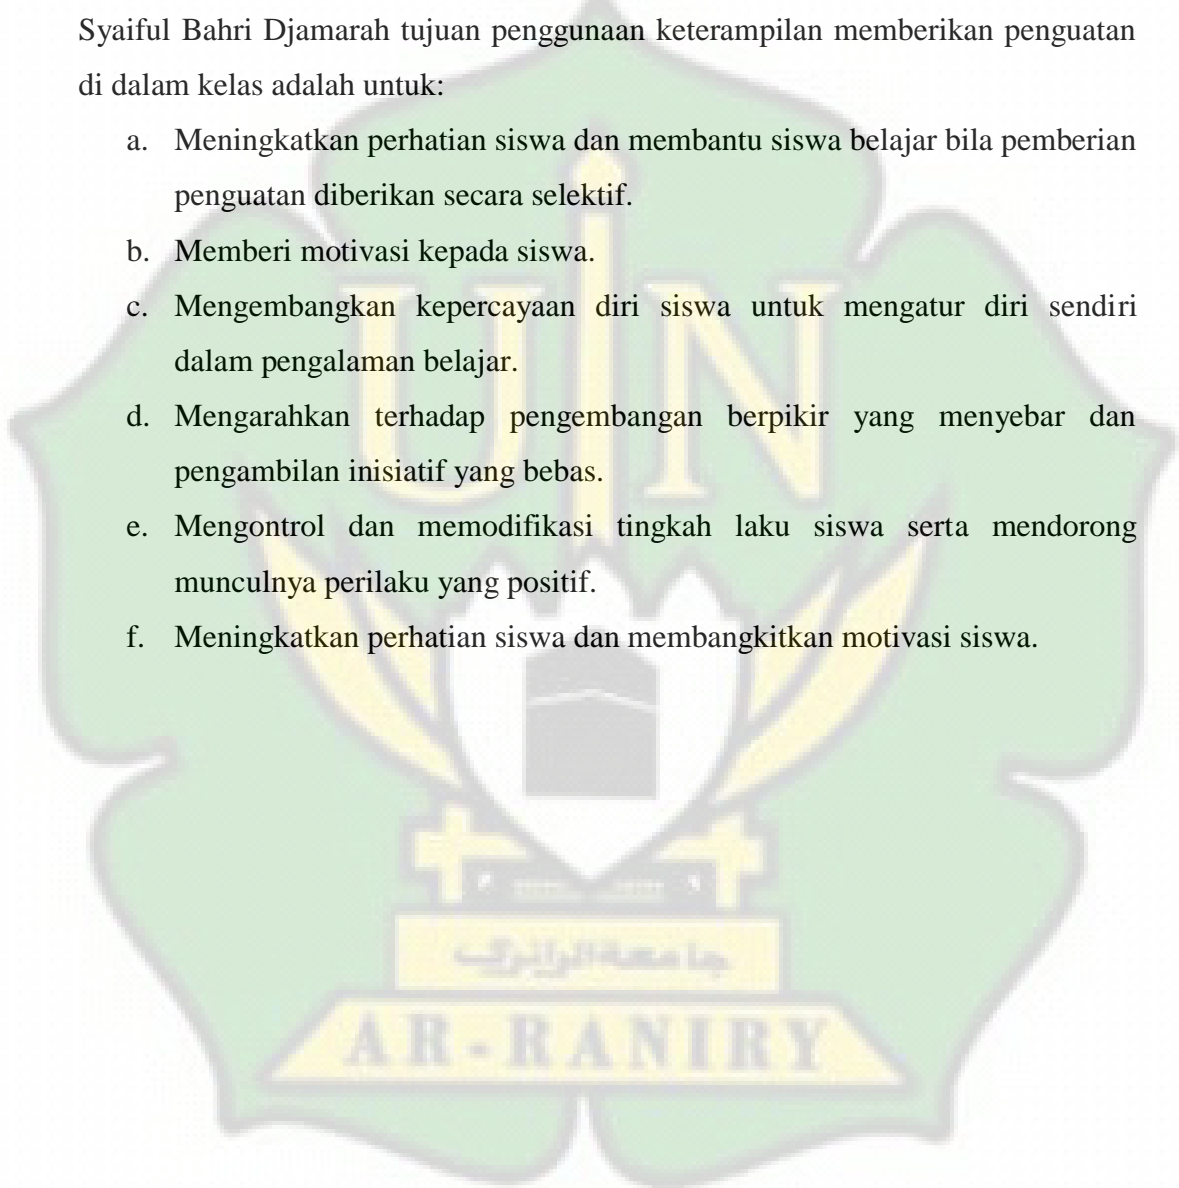 Syaiful Bahri Djamarah tujuan penggunaan keterampilan memberikan penguatan
di dalam kelas adalah untuk:
a. Meningkatkan perhatian siswa dan membantu siswa belajar bila pemberian
penguatan diberikan secara selektif.
b. Memberi motivasi kepada siswa.
c. Mengembangkan kepercayaan diri siswa untuk mengatur diri sendiri
dalam pengalaman belajar.
d. Mengarahkan terhadap pengembangan berpikir yang menyebar dan
pengambilan inisiatif yang bebas.
e. Mengontrol dan memodifikasi tingkah laku siswa serta mendorong
munculnya perilaku yang positif.
f. Meningkatkan perhatian siswa dan membangkitkan motivasi siswa.
UIN
جامعة الرانري
AR-RANIRY